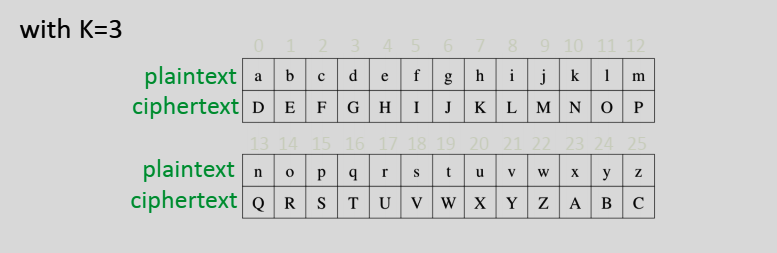 with K=3
0 1 2 3 4 5 6 7 8 9 10 11 12
plaintext a b c d e f g h i j k l m
ciphertext D E F G H I J K L M N O P
13 14 15 16 17 18 19 20 21 22 23 24 25
plaintext n o p q r s t u v w x y z
ciphertext Q R S T U V W X Y Z A B C